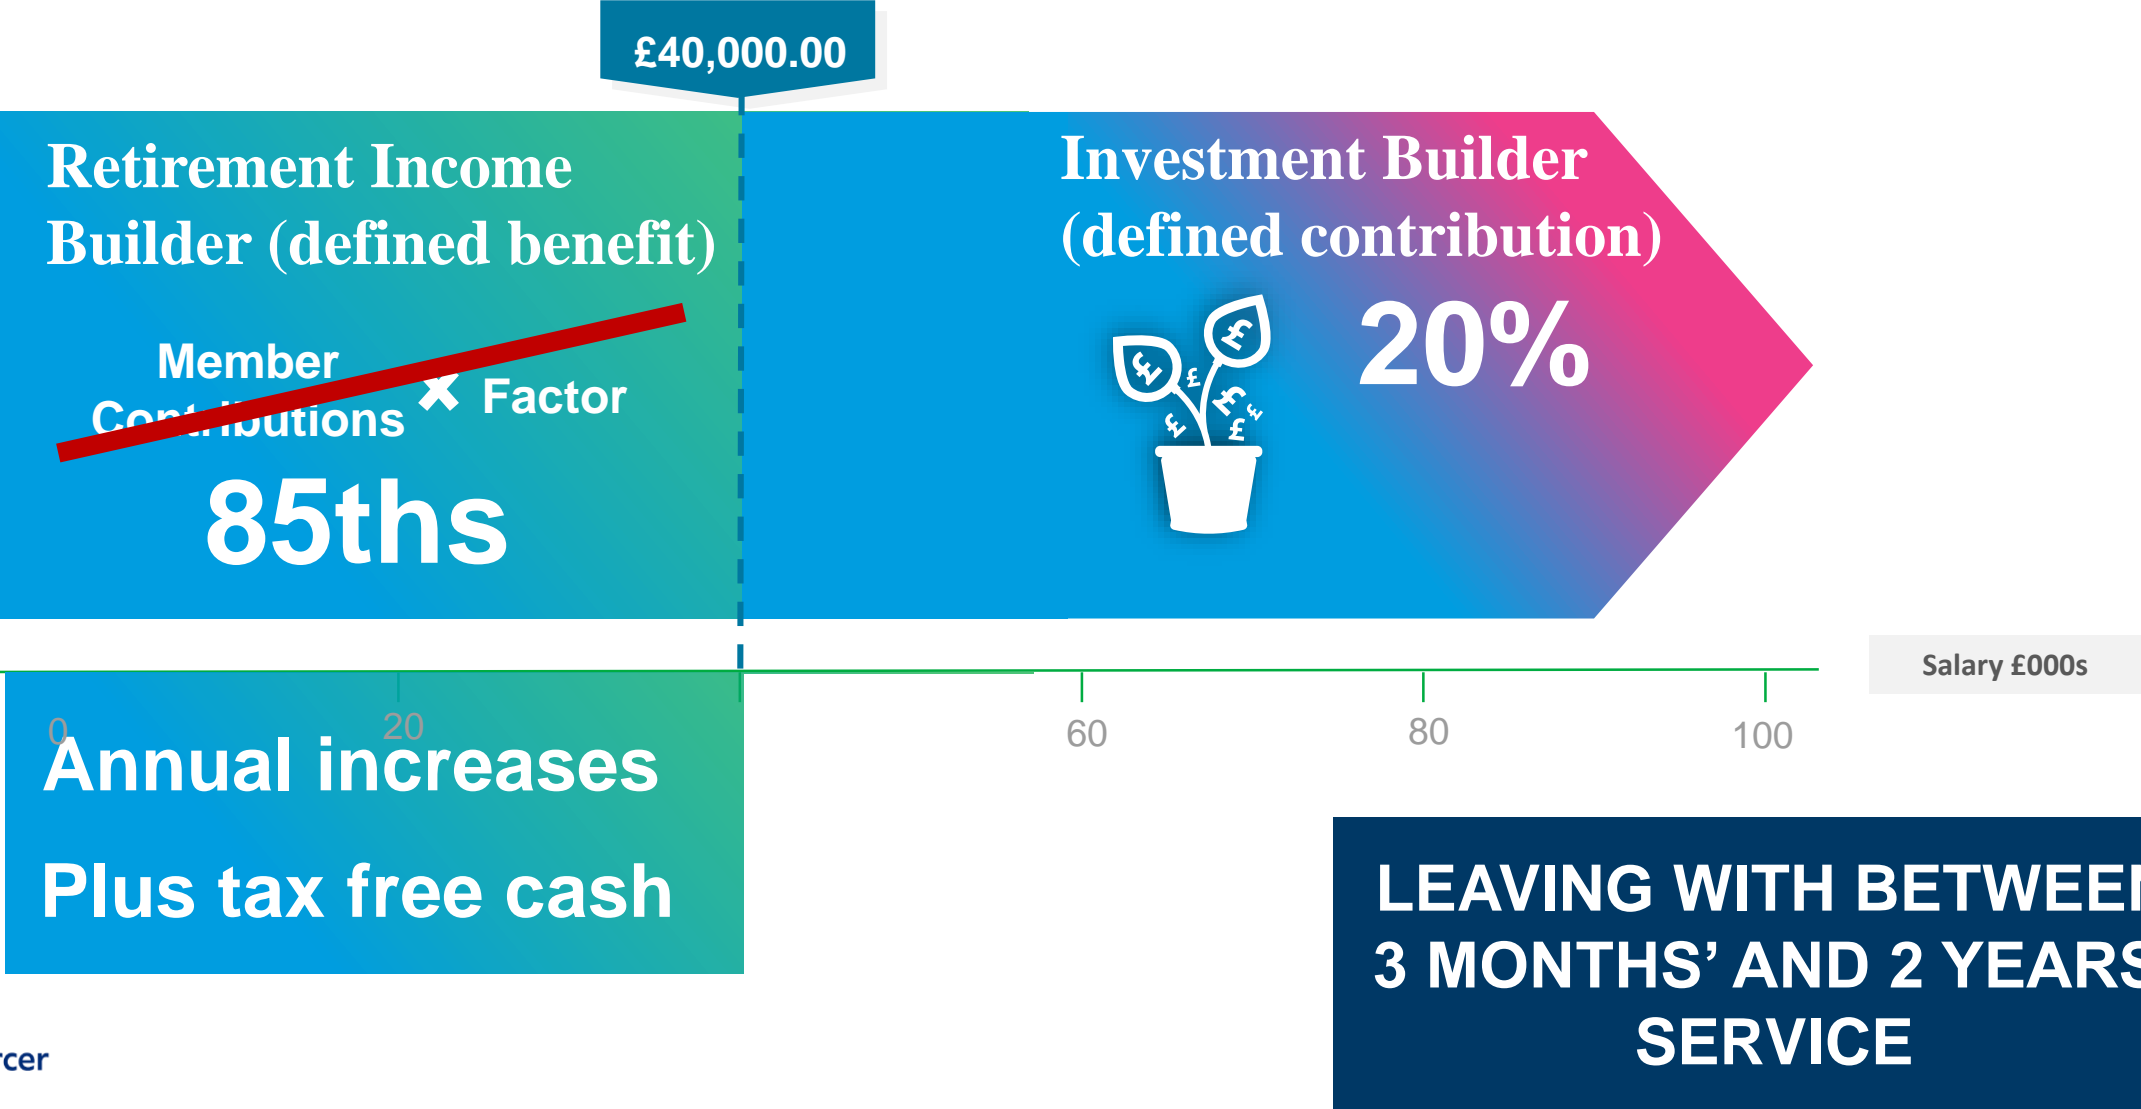 £40,000.00
Retirement Income
Builder (defined benefit)
Member
Contributions
× Factor
85ths
Investment Builder
(defined contribution)
20%
£
£
£
£
£
£
£
Salary £000s
0
20
60
80
100
Annual increases
Plus tax free cash
LEAVING WITH BETWEEN
3 MONTHS’ AND 2 YEARS
SERVICE
rcer